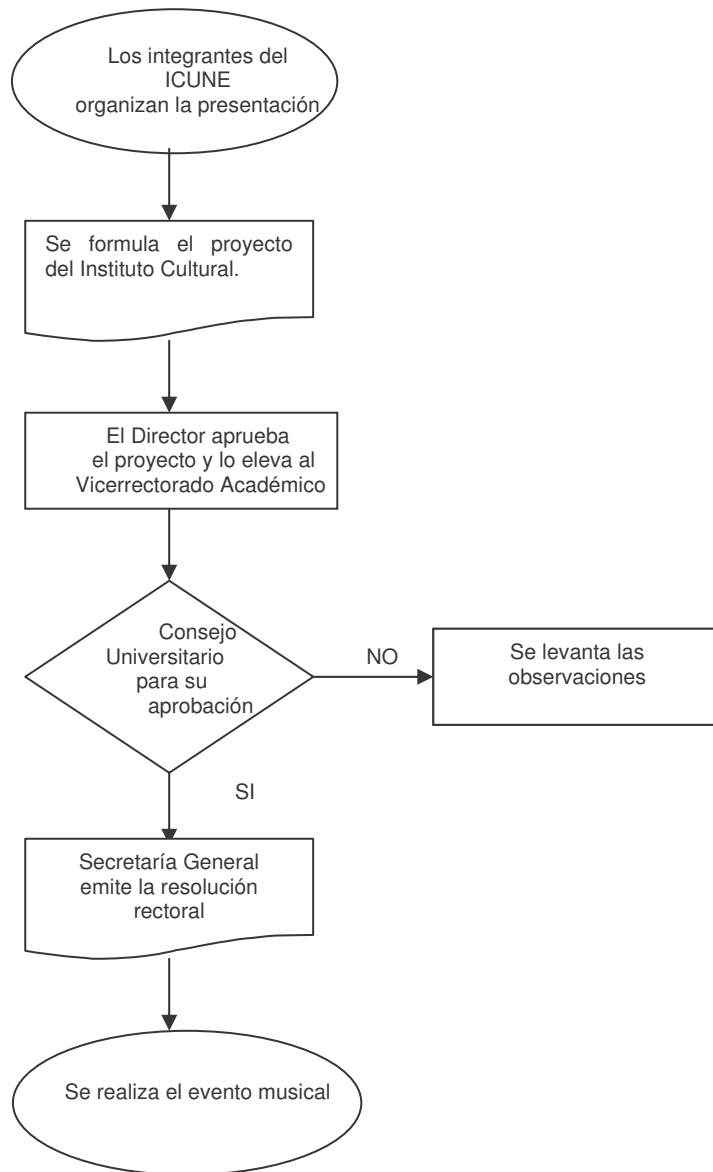 Los integrantes del
ICUNE
organizan la presentación
Se formula el proyecto
del Instituto Cultural.
El Director aprueba
el proyecto y lo eleva al
Vicerrectorado Académico
Consejo
Universitario
para su
aprobación
NO
Se levanta las
observaciones
SI
Secretaría General
emite la resolución
rectoral
Se realiza el evento musical